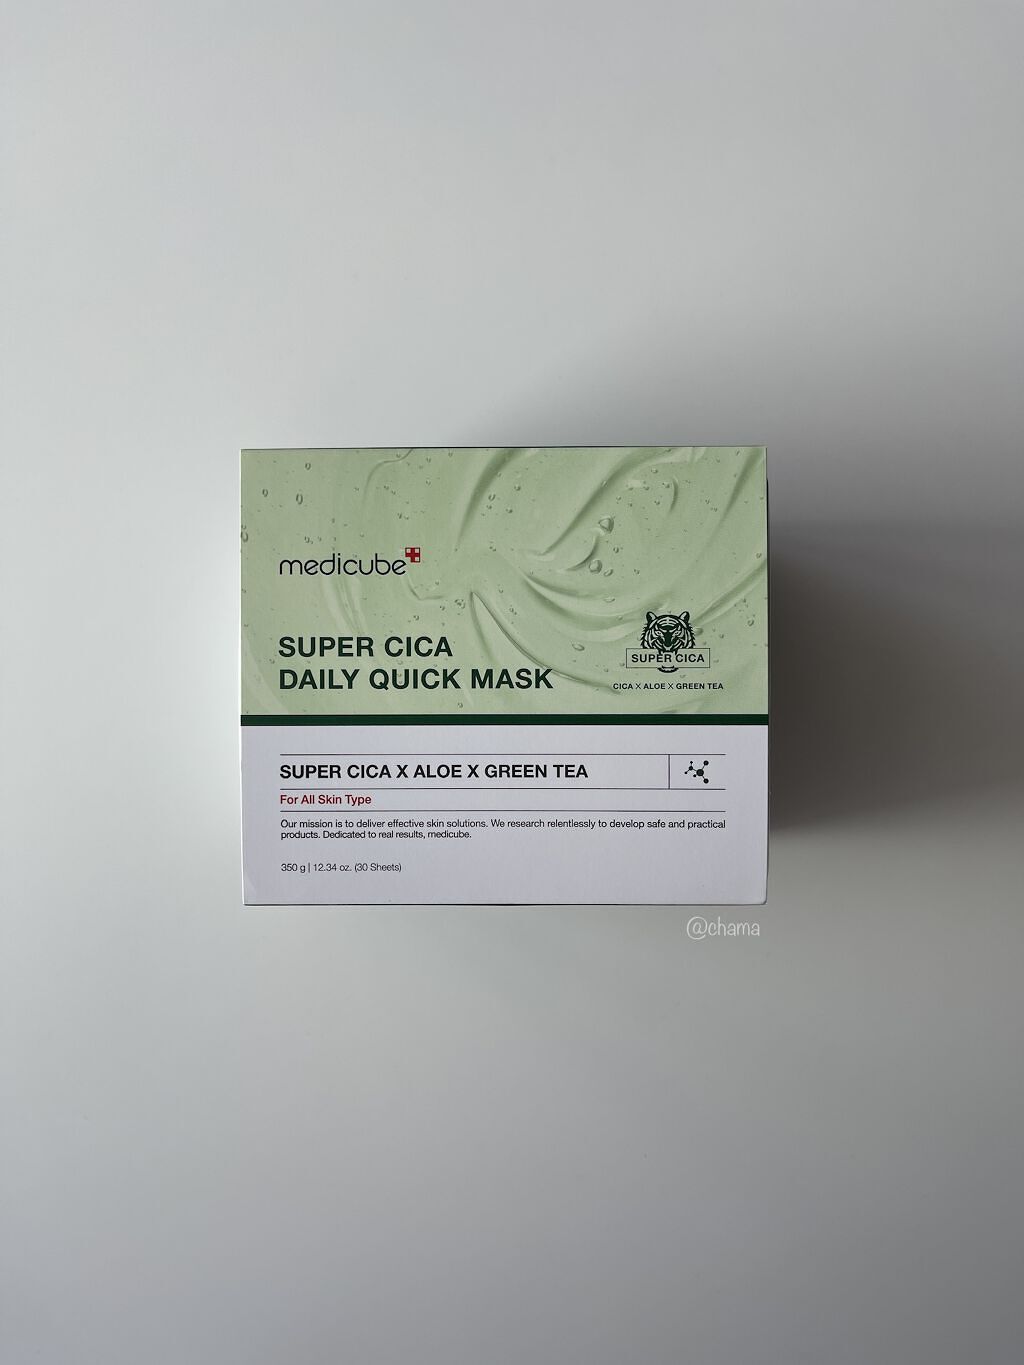 medicube
SUPER CICA
DAILY QUICK MASK
SUPER CICA
CICA X ALOE X GREEN TEA
SUPER CICA X ALOE X GREEN TEA
For All Skin Type
Our mission is to deliver effective skin solutions. We research relentlessly to develop safe and practical
products. Dedicated to real results, medicube.
350 g | 12.34 oz. (30 Sheets)
@chama